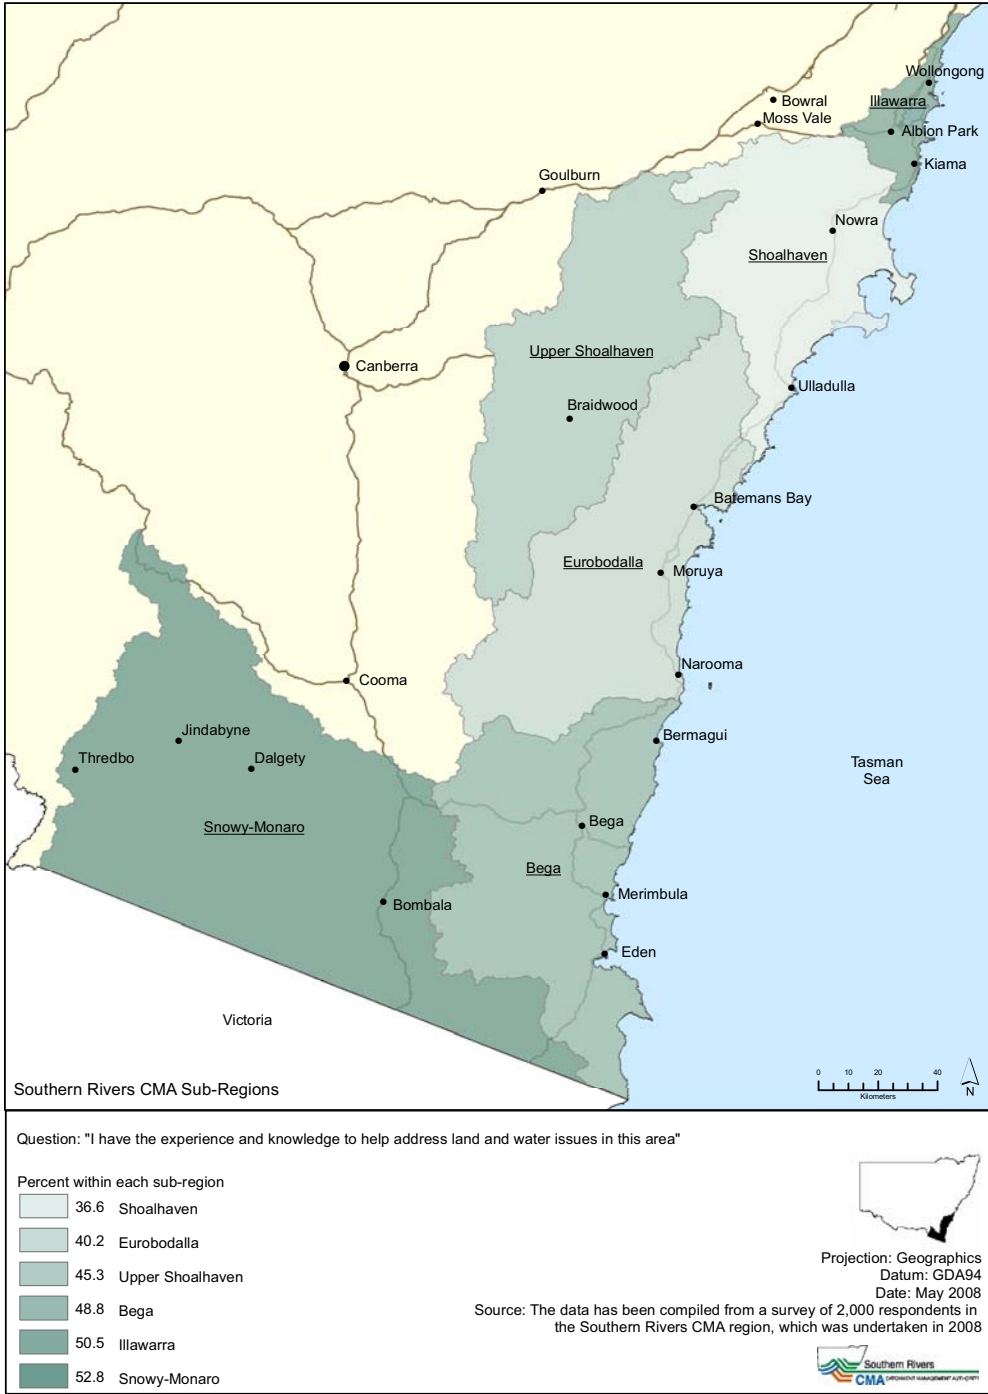 Wollongong
Bowral
Illawarra
Moss Vale
Albion Park
Kiama
Goulburn
Nowra
Shoalhaven
Upper Shoalhaven
Canberra
Ulladulla
Braidwood
Batemans Bay
Eurobodalla
Moruya
Narooma
Cooma
Jindabyne
Bermagui
Thredbo
Dalgety
Tasman
Sea
Snowy-Monaro
Bega
Bega
Merimbula
Bombala
Eden
Victoria
Southern Rivers CMA Sub-Regions
0 10 20 40
Kilometers
N
Question: "I have the experience and knowledge to help address land and water issues in this area"
Percent within each sub-region
36.6 Shoalhaven
40.2 Eurobodalla
45.3 Upper Shoalhaven
48.8 Bega
50.5 Illawarra
52.8 Snowy-Monaro
Projection: Geographics
Datum: GDA94
Date: May 2008
Source: The data has been compiled from a survey of 2,000 respondents in
the Southern Rivers CMA region, which was undertaken in 2008
Southern Rivers
CMA CATCHMENT MANAGEMENT AUTHORITY